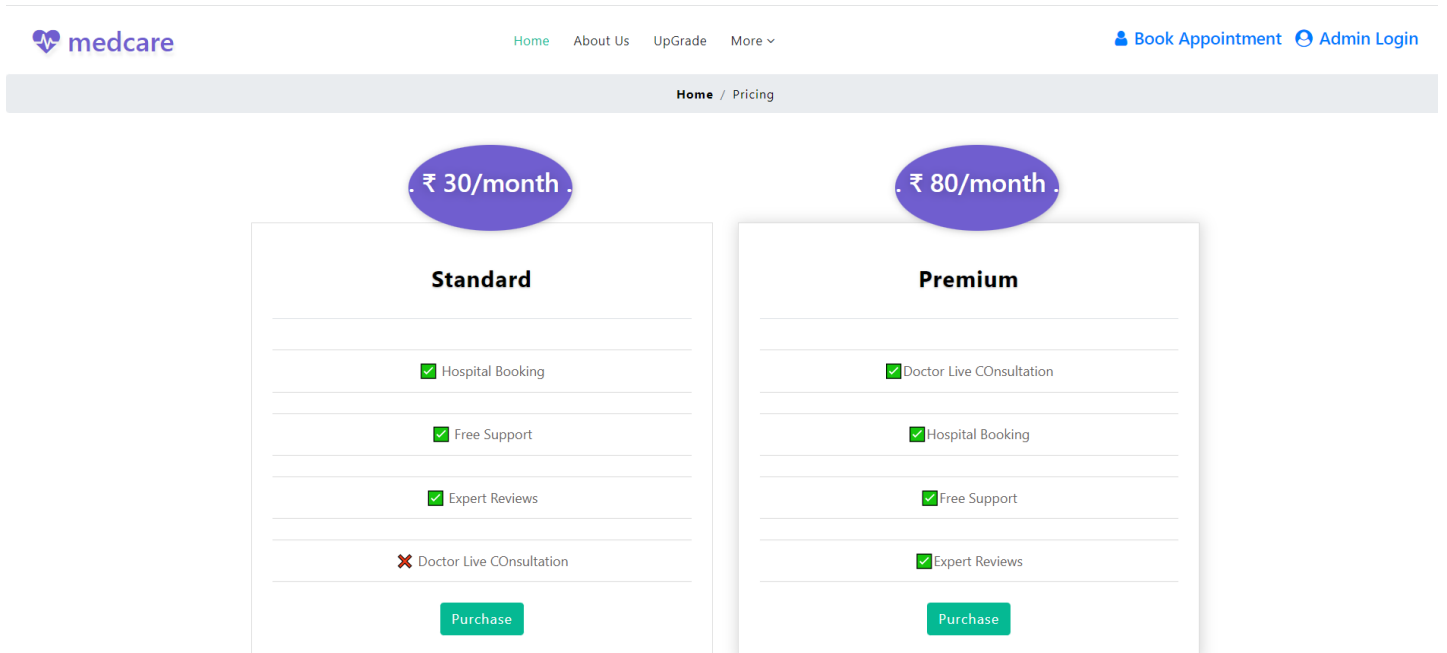 medcare
Home About Us UpGrade More
Book Appointment Admin Login
Home / Pricing
. ₹ 30/month .
Standard
✅ Hospital Booking
✅ Free Support
✅ Expert Reviews
❌ Doctor Live COnsultation
Purchase
. ₹ 80/month .
Premium
✅Doctor Live COnsultation
✅Hospital Booking
✅Free Support
✅Expert Reviews
Purchase